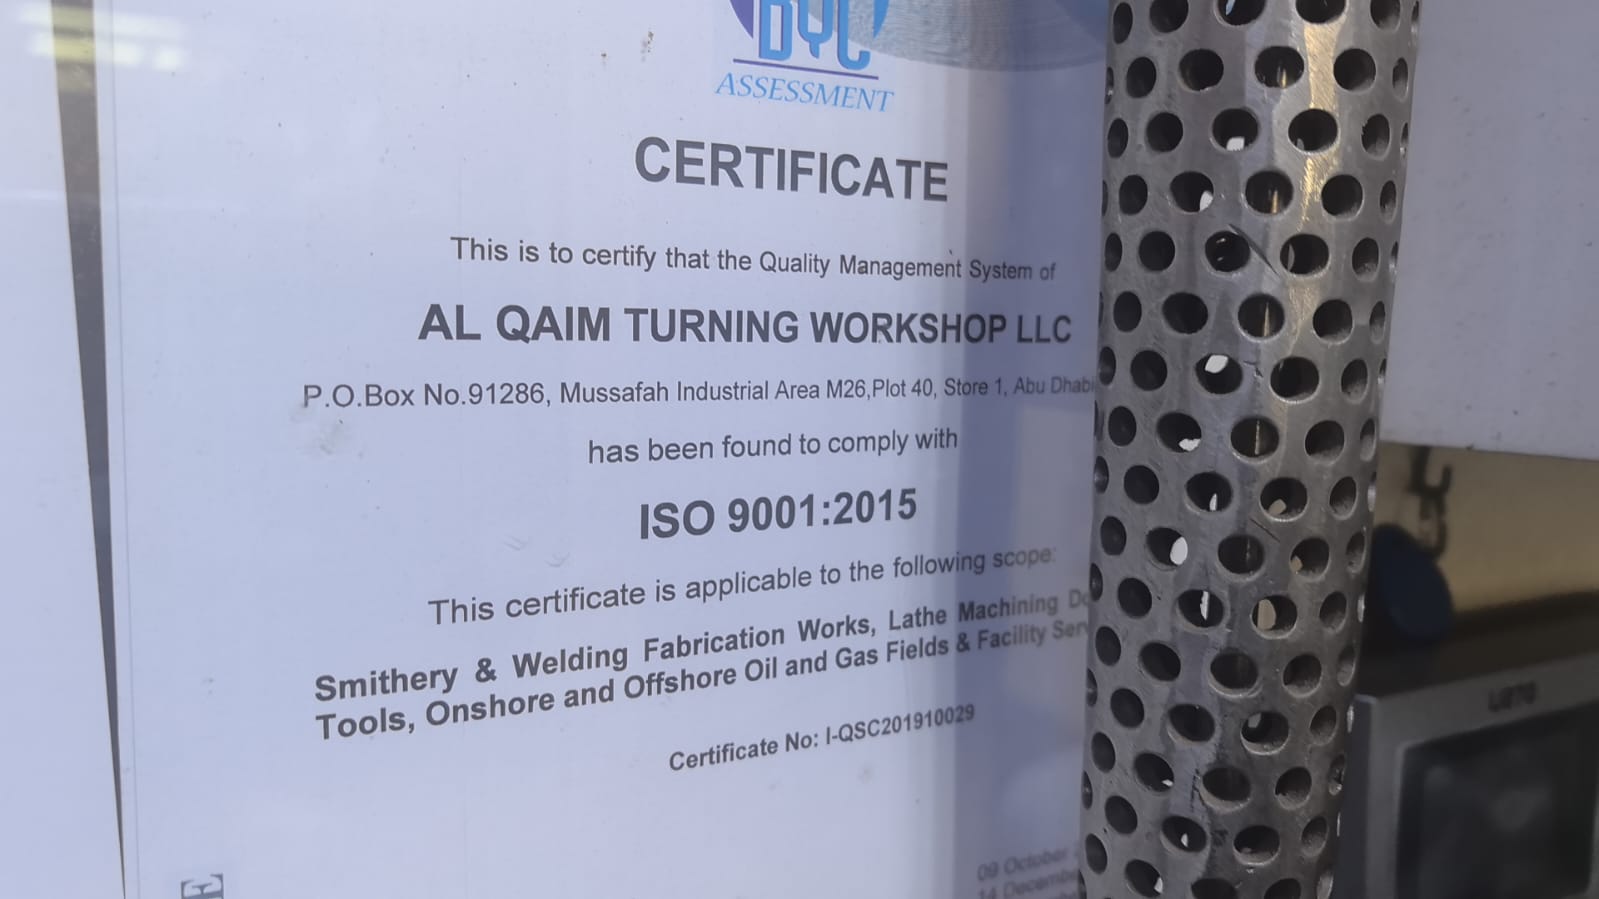 BYC
ASSESSMENT
CERTIFICATE
This is to certify that the Quality Management System of
AL QAIM TURNING WORKSHOP LLC
P.O.Box No.91286, Mussafah Industrial Area M26,Plot 40, Store 1, Abu Dhabi
has been found to comply with
ISO 9001:2015
This certificate is applicable to the following scope:
Smithery & Welding Fabrication Works, Lathe Machining
Tools, Onshore and Offshore Oil and Gas Fields & Facility
Certificate No: I-QSC201910029
09 October
14 December